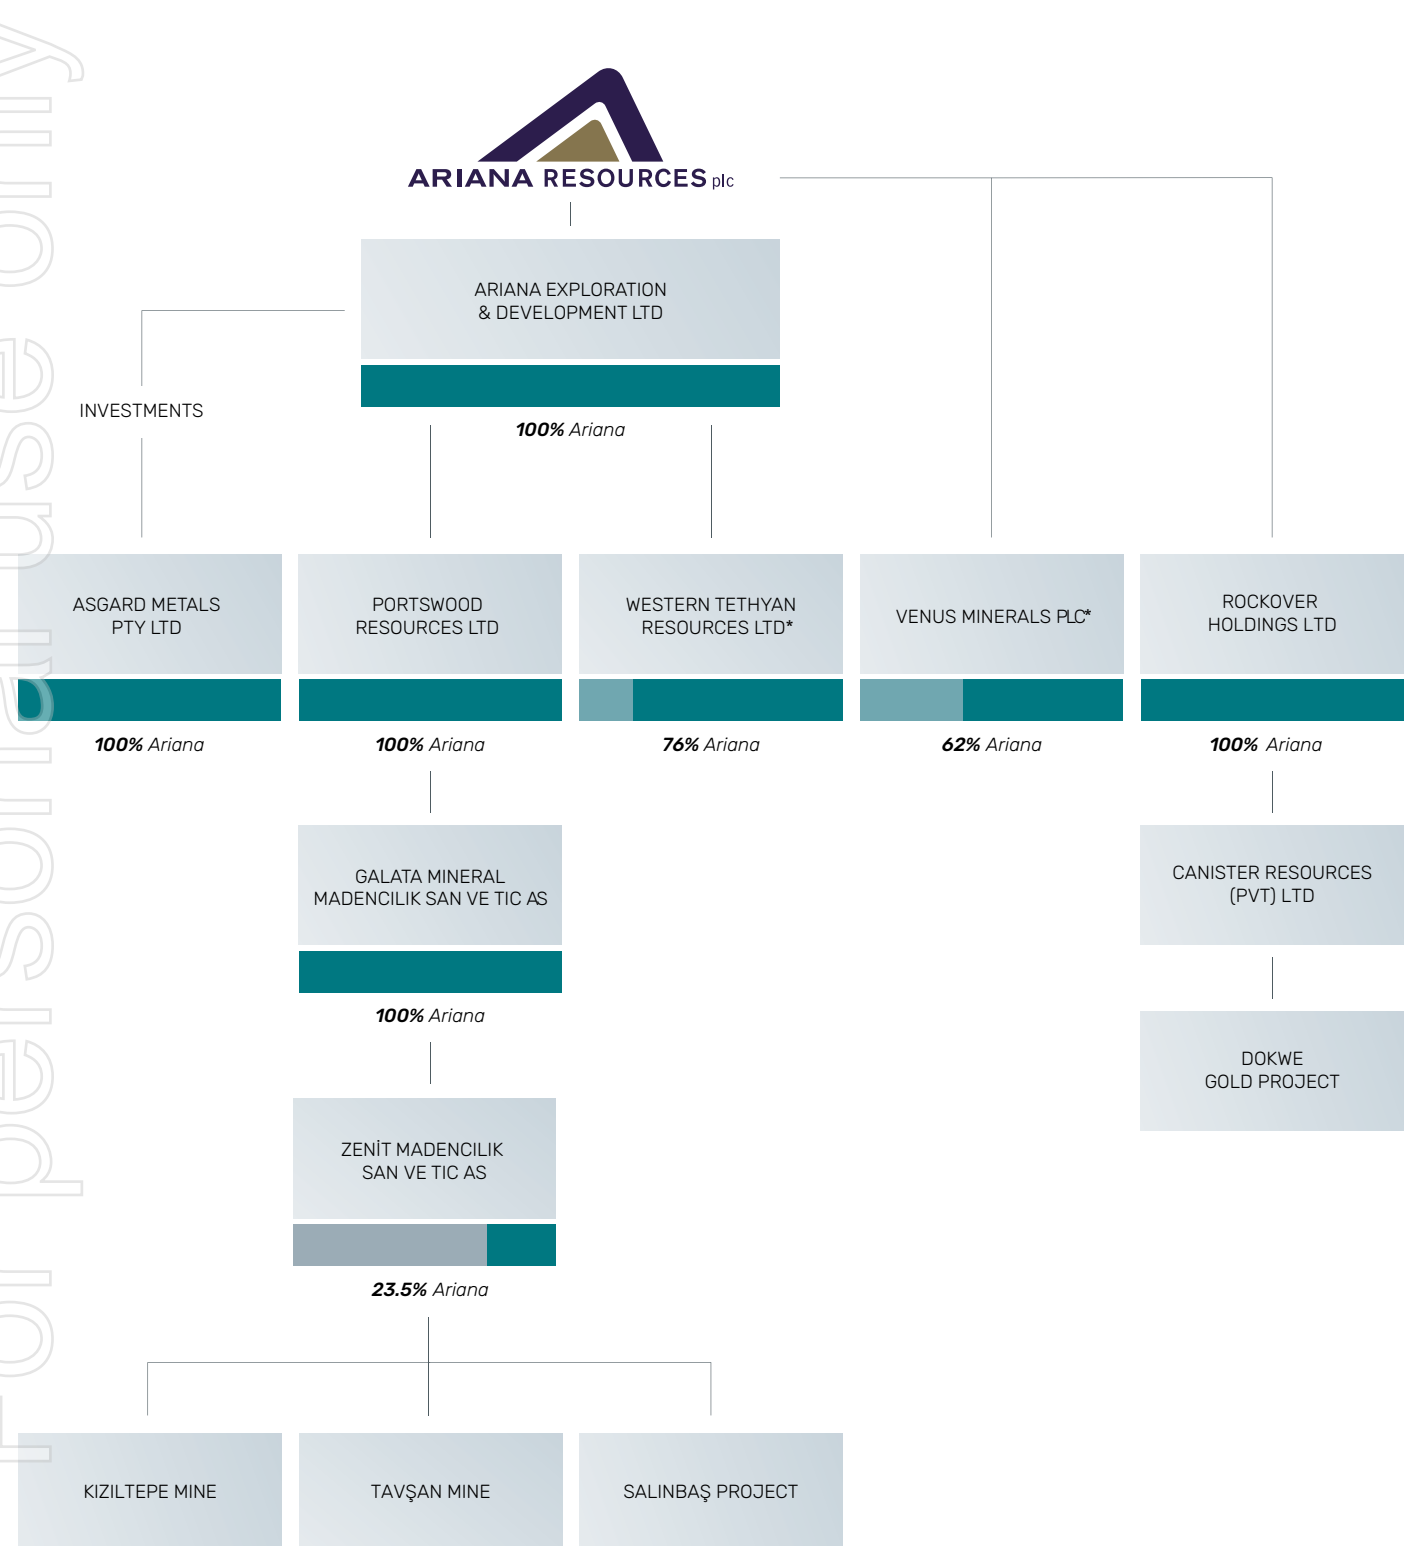 ARIANA RESOURCES plc
ARIANA EXPLORATION
& DEVELOPMENT LTD
100% Ariana
INVESTMENTS
ASGARD METALS
PTY LTD
100% Ariana
PORTSWOOD
RESOURCES LTD
100% Ariana
WESTERN TETHYAN
RESOURCES LTD*
76% Ariana
VENUS MINERALS PLC*
62% Ariana
ROCKOVER
HOLDINGS LTD
100% Ariana
GALATA MINERAL
MADENCILIK SAN VE TIC AS
100% Ariana
CANISTER RESOURCES
(PVT) LTD
DOKWE
GOLD PROJECT
ZENİT MADENCILIK
SAN VE TIC AS
23.5% Ariana
KIZILTEPE MINE
TAVŞAN MINE
SALINBAŞ PROJECT
For personal use only